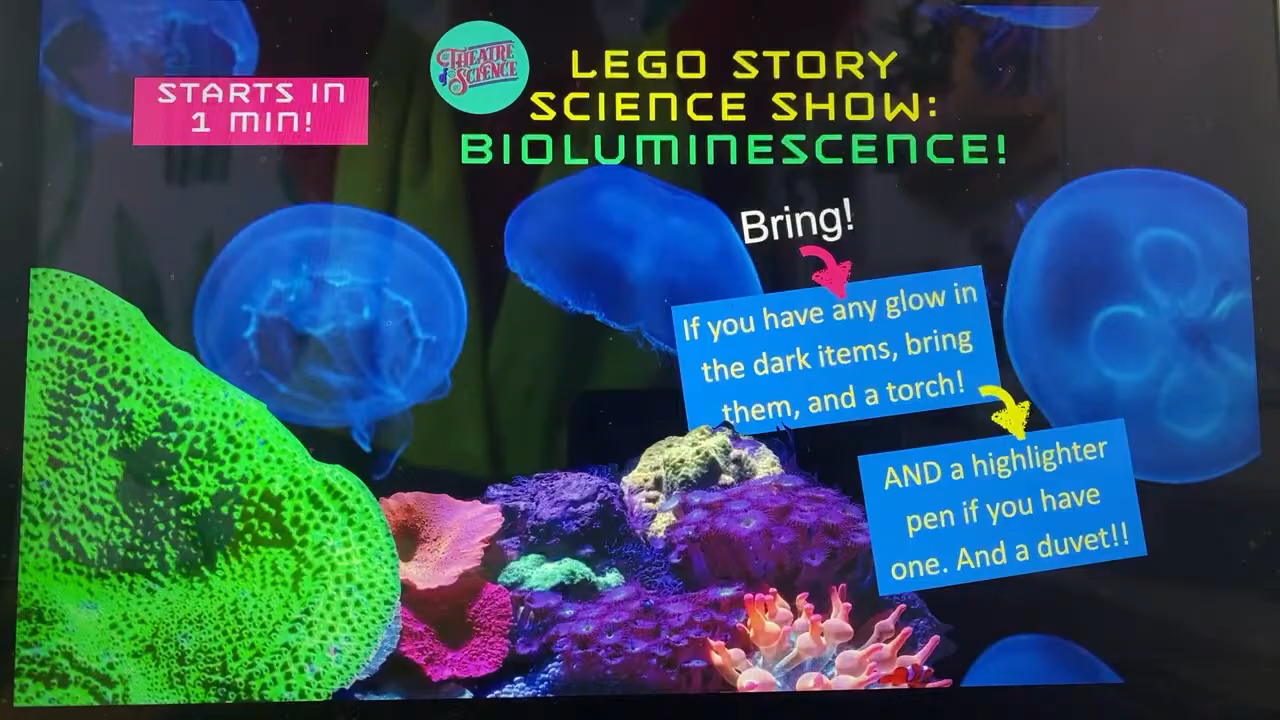 STARTS IN
1 MIN!
THEATRE
of SCIENCE
LEGO STORY
SCIENCE SHOW:
BIOLUMINESCENCE!
Bring!
If you have any glow in
the dark items, bring
them, and a torch!
AND a highlighter
pen if you have
one. And a duvet!!